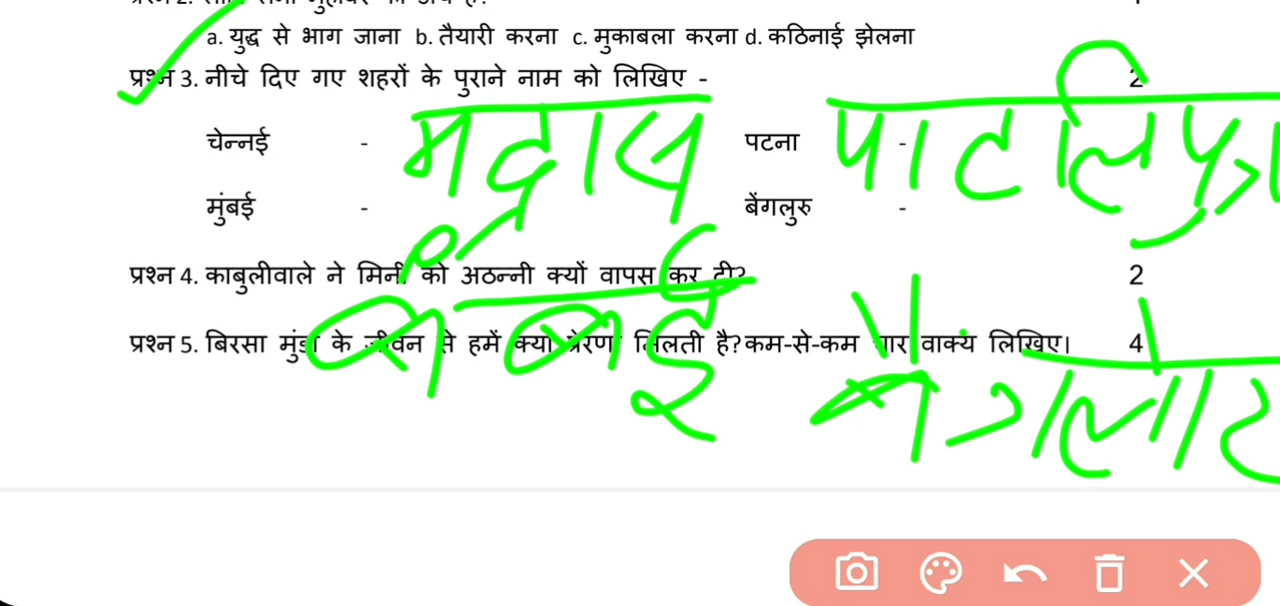 a. युद्ध से भाग जाना b. तैयारी करना c. मुकाबला करना d. कठिनाई झेलना
प्रश्न 3. नीचे दिए गए शहरों के पुराने नाम को लिखिए - 2
चेन्नई - मद्रास पटना - पाटलिपुत्र
मुंबई - बेंगलुरु -
प्रश्न 4. काबुलीवाले ने मिनी को अठन्नी क्यों वापस कर दी? 2
बंबई बैंगलोर
प्रश्न 5. बिरसा मुंडा के जीवन से हमें क्या प्रेरणा मिलती है? कम-से-कम चार वाक्यं लिखिए। 4